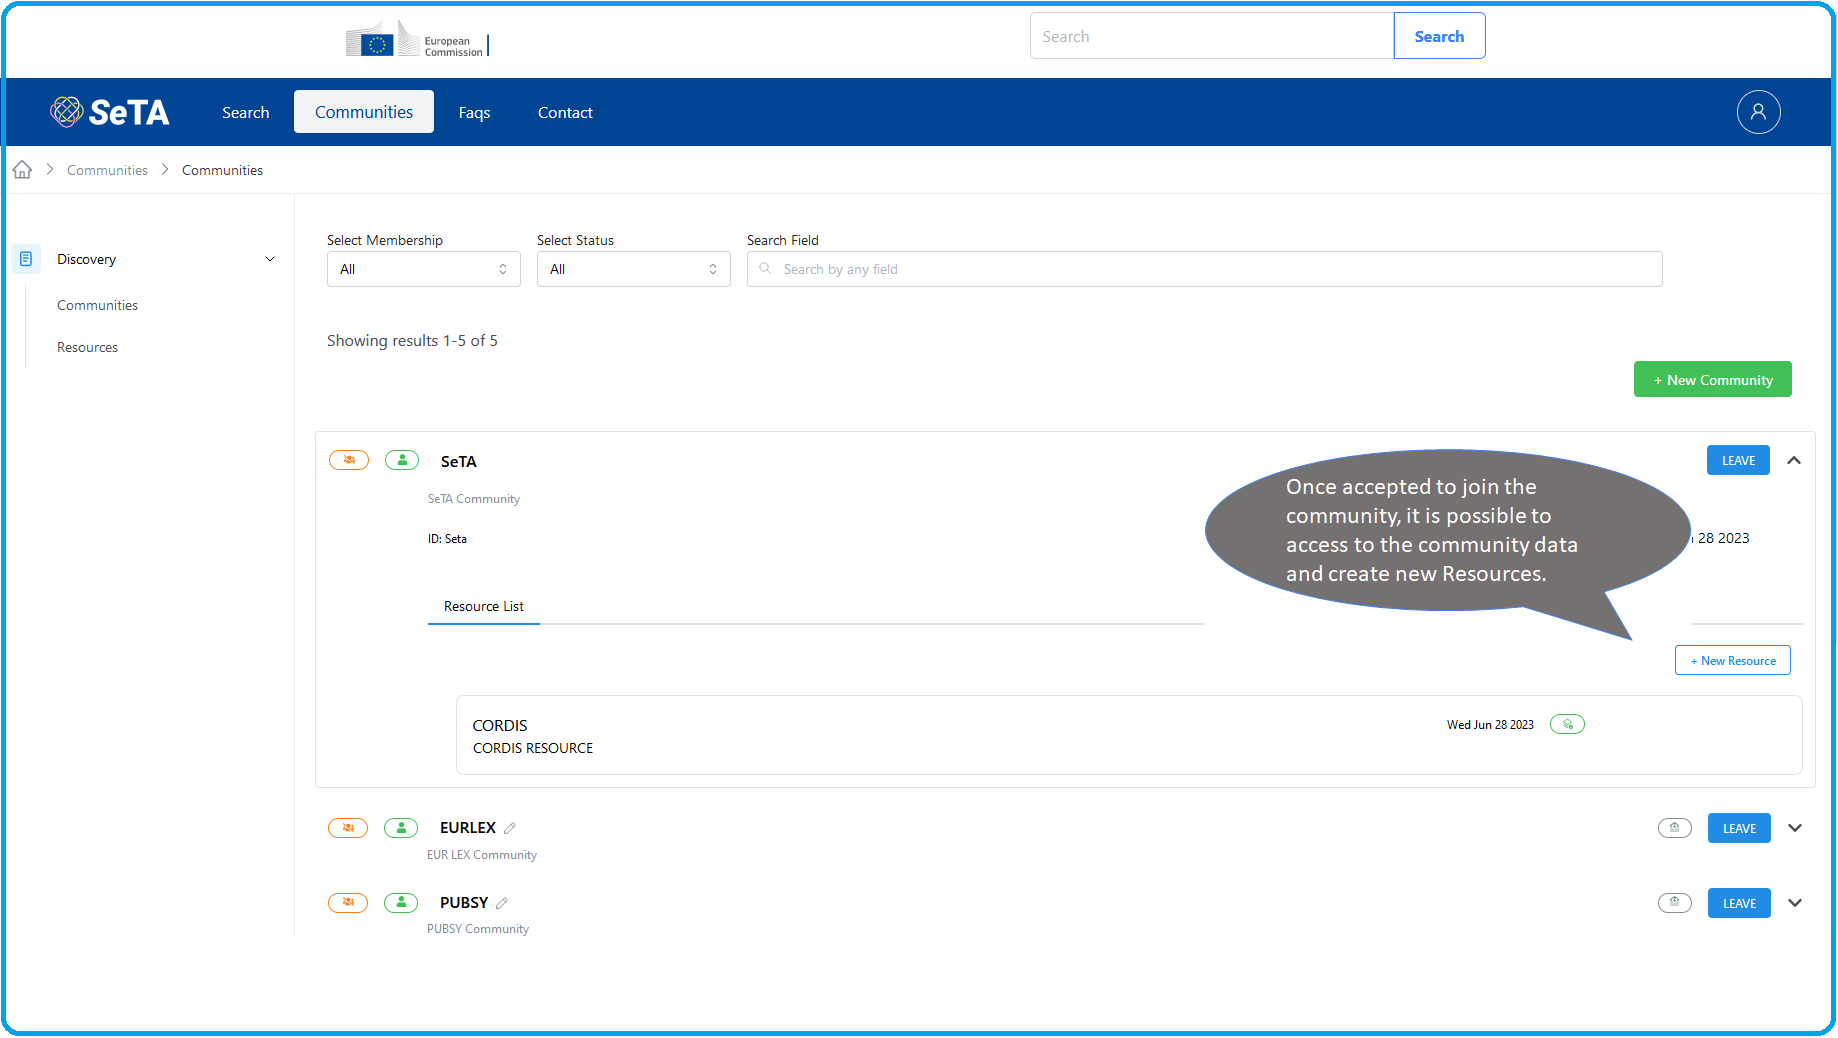 European
Commission
Search
Search
SeTA
Search
Communities
Faqs
Contact
Communities
Communities
Discovery
Communities
Resources
Select Membership
All
Select Status
All
Search Field
Search by any field
Showing results 1-5 of 5
+ New Community
SeTA
LEAVE
SeTA Community
ID: Seta
28 2023
Once accepted to join the
community, it is possible to
access to the community data
and create new Resources.
Resource List
+ New Resource
CORDIS
CORDIS RESOURCE
Wed Jun 28 2023
EURLEX
LEAVE
EUR LEX Community
PUBSY
LEAVE
PUBSY Community